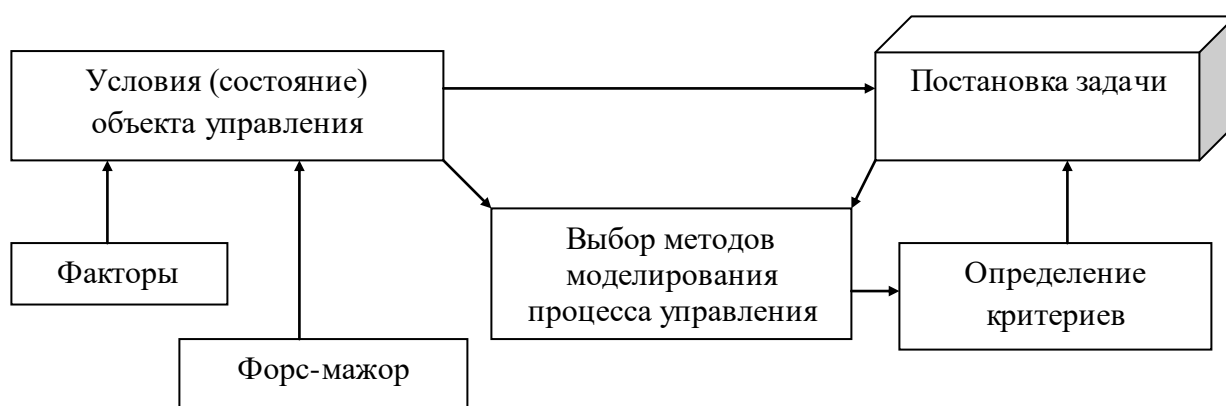 Условия (состояние)
объекта управления
Постановка задачи
Факторы
Выбор методов
моделирования
процесса управления
Определение
критериев
Форс-мажор